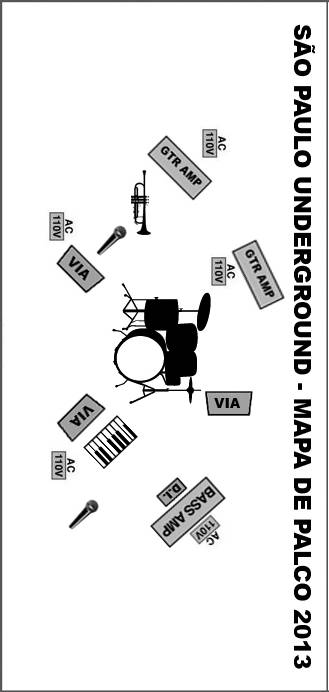 SÃO PAULO UNDERGROUND - MAPA DE PALCO 2013
AC
110V
GTR AMP
AC
110V
VIA
AC
110V
GTR AMP
VIA
VIA
AC
110V
D.I.
BASS AMP
AC
110V